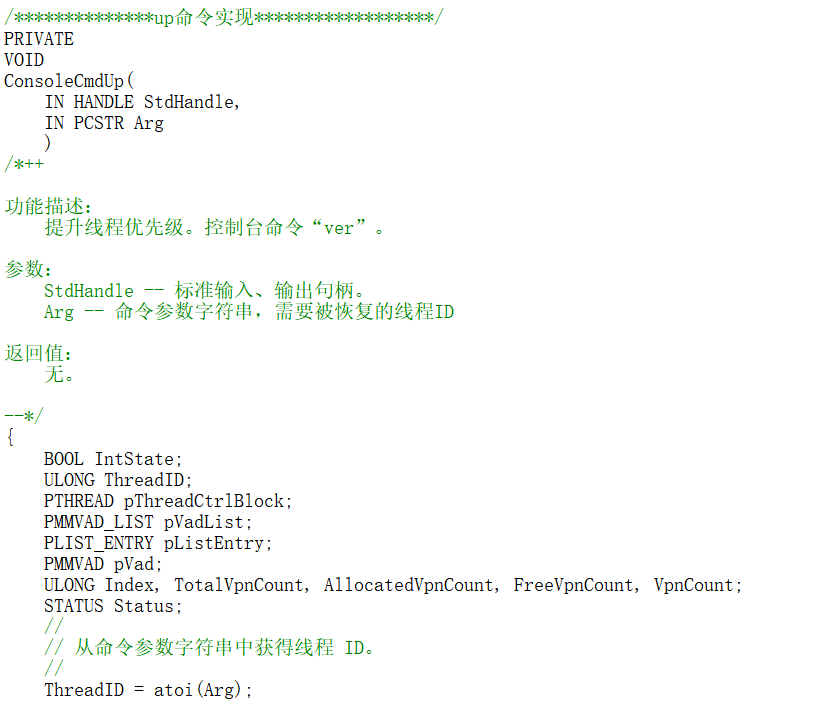 /**************up命令实现******************/
PRIVATE
VOID
ConsoleCmdUp(
    IN HANDLE StdHandle,
    IN PCSTR Arg
    )
/*++
功能描述:
    提升线程优先级。控制台命令“ver”。
参数:
    StdHandle -- 标准输入、输出句柄。
    Arg -- 命令参数字符串，需要被恢复的线程ID
返回值:
    无。
--*/
{
    BOOL IntState;
    ULONG ThreadID;
    PTHREAD pThreadCtrlBlock;
    PMMVAD_LIST pVadList;
    PLIST_ENTRY pListEntry;
    PMMVAD pVad;
    ULONG Index, TotalVpnCount, AllocatedVpnCount, FreeVpnCount, VpnCount;
    STATUS Status;
    //
    // 从命令参数字符串中获得线程 ID。
    //
    ThreadID = atoi(Arg);